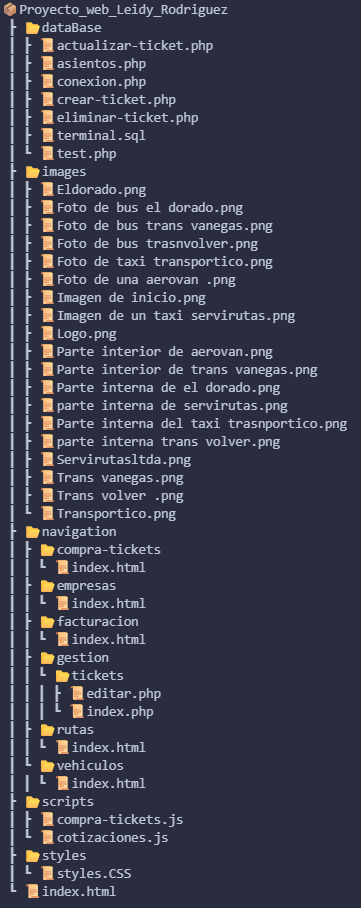 Proyecto_web_Leidy_Rodriguez
dataBase
actualizar-ticket.php
asientos.php
conexion.php
crear-ticket.php
eliminar-ticket.php
terminal.sql
test.php
images
Eldorado.png
Foto de bus el dorado.png
Foto de bus trans vanegas.png
Foto de bus trasnvolver.png
Foto de taxi transportico.png
Foto de una aerovan .png
Imagen de inicio.png
Imagen de un taxi servirutas.png
Logo.png
Parte interior de aerovan.png
Parte interior de trans vanegas.png
Parte interna de el dorado.png
parte interna de servirutas.png
Parte interna del taxi trasnportico.png
parte interna trans volver.png
Servirutasltda.png
Trans vanegas.png
Trans volver .png
Transportico.png
navigation
compra-tickets
index.html
empresas
index.html
facturacion
index.html
gestion
tickets
editar.php
index.php
rutas
index.html
vehiculos
index.html
scripts
compra-tickets.js
cotizaciones.js
styles
styles.CSS
index.html